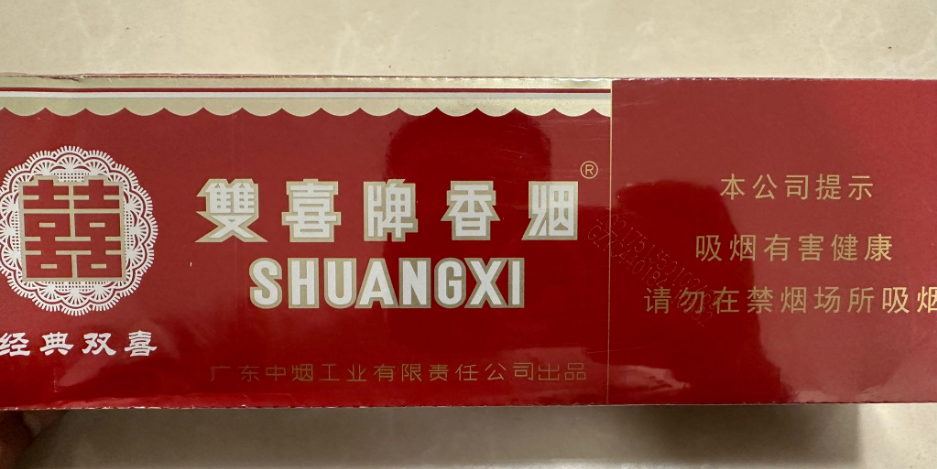 雙喜牌香烟®
SHUANGXI
经典双喜
广东中烟工业有限责任公司出品
本公司提示
吸烟有害健康
请勿在禁烟场所吸烟